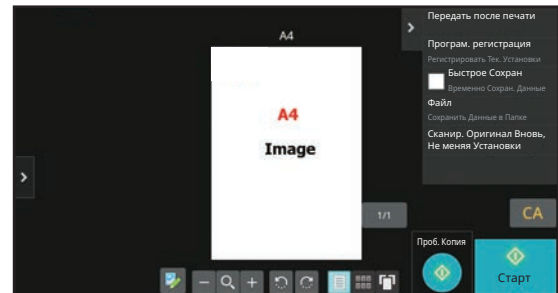 A4
A4
Image
1/1
Передать после печати
Програм. регистрация
Регистрировать Тек. Установки
Быстрое Сохран
Временно Сохран. Данные
Файл
Сохранить Данные в Папке
Сканир. Оригинал Вновь,
Не меняя Установки
CA
Проб. Копия
Старт